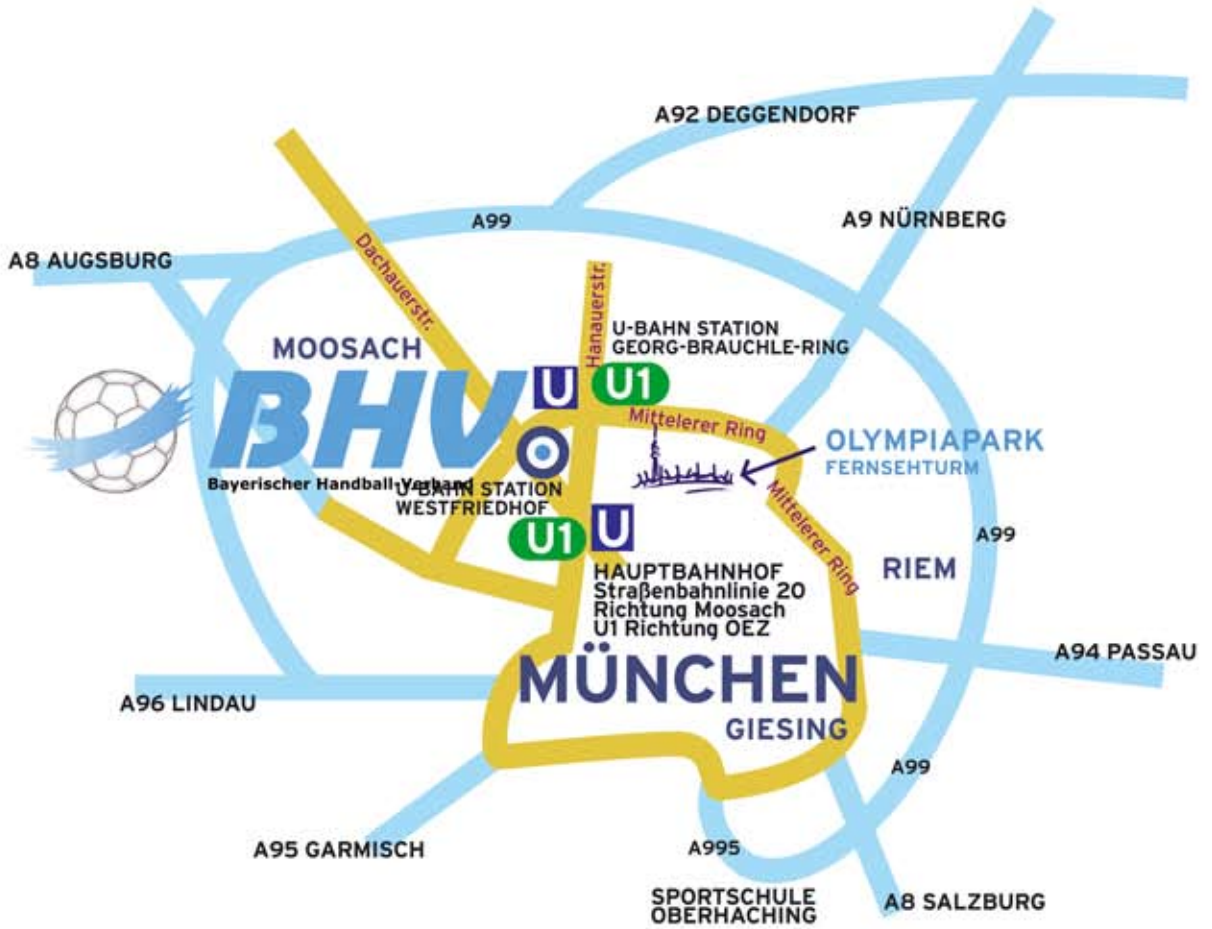 A92 DEGGENDORF
A99
A9 NÜRNBERG
A8 AUGSBURG
Dachauerstr.
Hanauerstr.
U-BAHN STATION
GEORG-BRAUCHLE-RING
MOOSACH
BHV
Bayerischer Handball-Verband
U
U1
Mittelerer Ring
OLYMPIAPARK
FERNSEHTURM
U-BAHN STATION
WESTFRIEDHOF
U1
U
Mittelerer Ring
A99
RIEM
HAUPTBAHNHOF
Straßenbahnlinie 20
Richtung Moosach
U1 Richtung OEZ
A94 PASSAU
MÜNCHEN
GIESING
A96 LINDAU
A99
A95 GARMISCH
A995
SPORTSCHULE
OBERHACHING
A8 SALZBURG